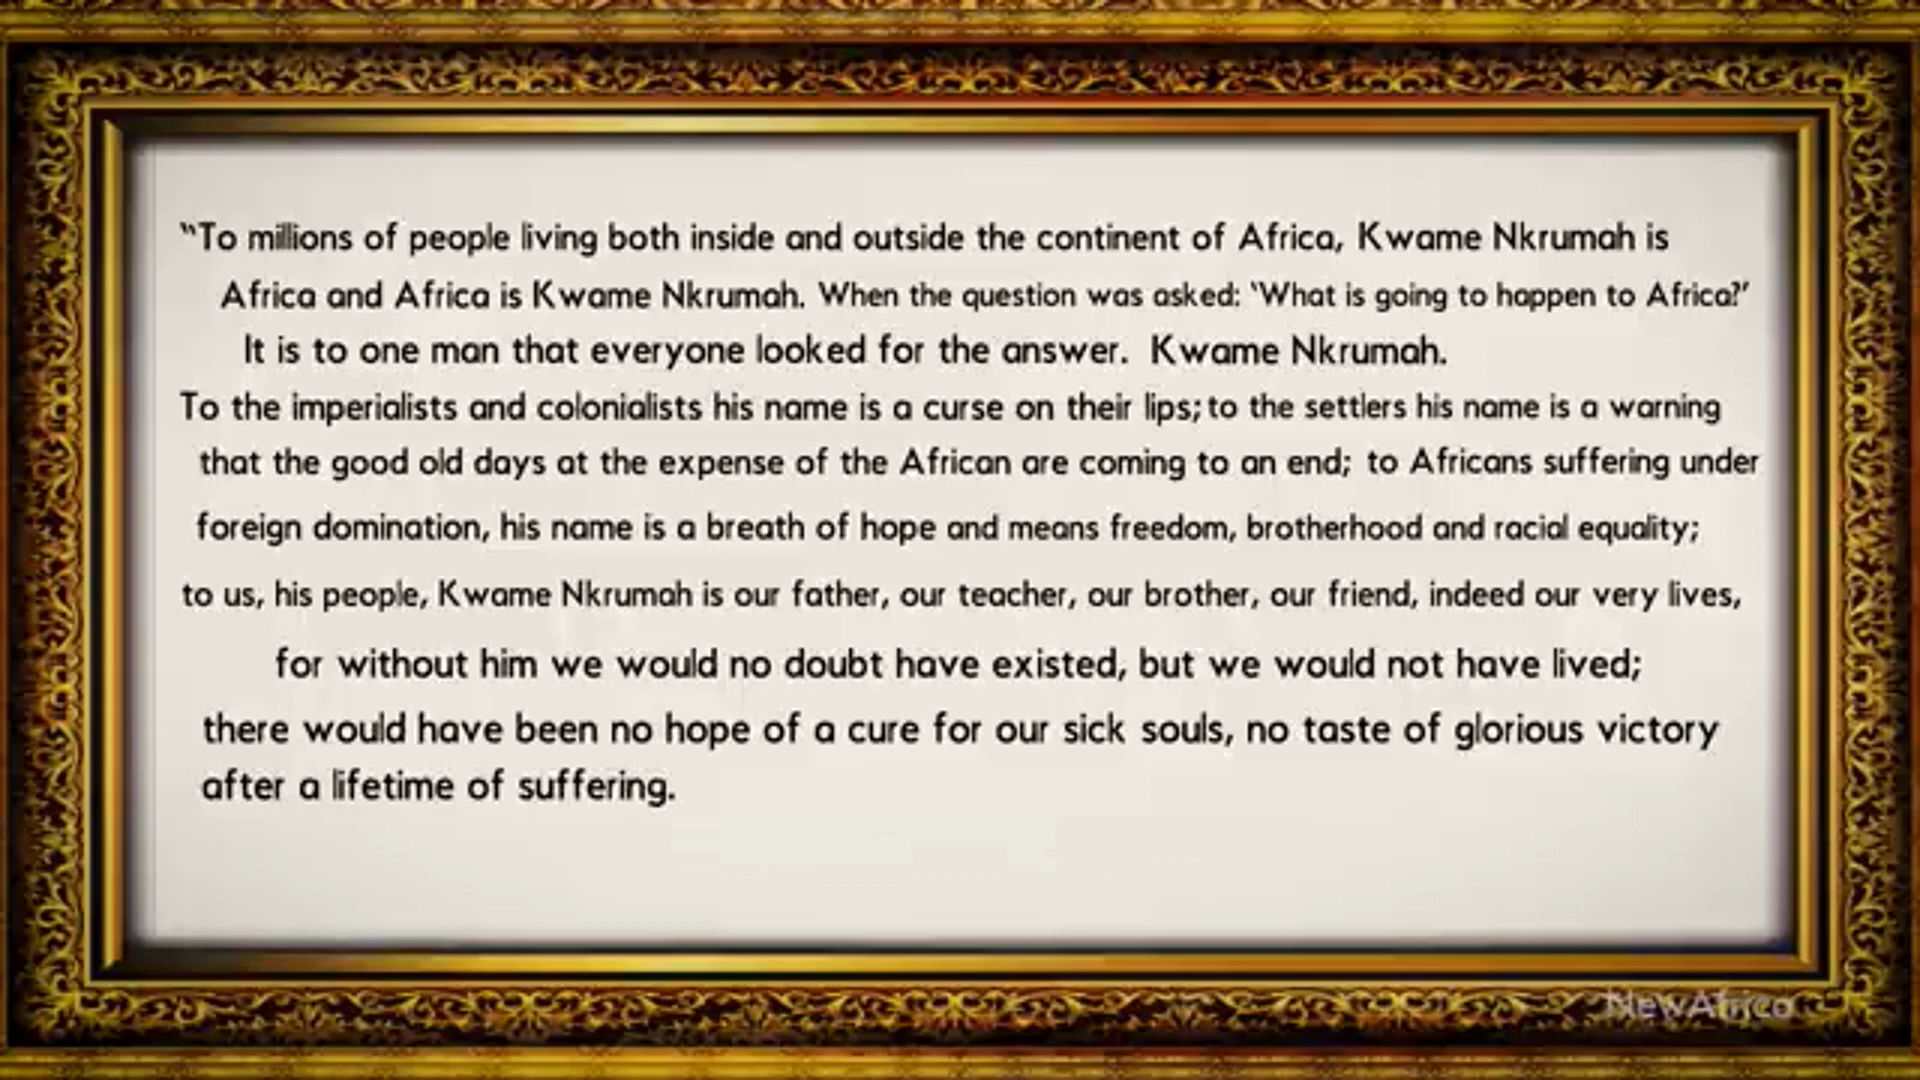 “To millions of people living both inside and outside the continent of Africa, Kwame Nkrumah is
Africa and Africa is Kwame Nkrumah. When the question was asked: ‘What is going to happen to Africa?’
It is to one man that everyone looked for the answer. Kwame Nkrumah.
To the imperialists and colonialists his name is a curse on their lips; to the settlers his name is a warning
that the good old days at the expense of the African are coming to an end; to Africans suffering under
foreign domination, his name is a breath of hope and means freedom, brotherhood and racial equality;
to us, his people, Kwame Nkrumah is our father, our teacher, our brother, our friend, indeed our very lives,
for without him we would no doubt have existed, but we would not have lived;
there would have been no hope of a cure for our sick souls, no taste of glorious victory
after a lifetime of suffering.
NewAfrica